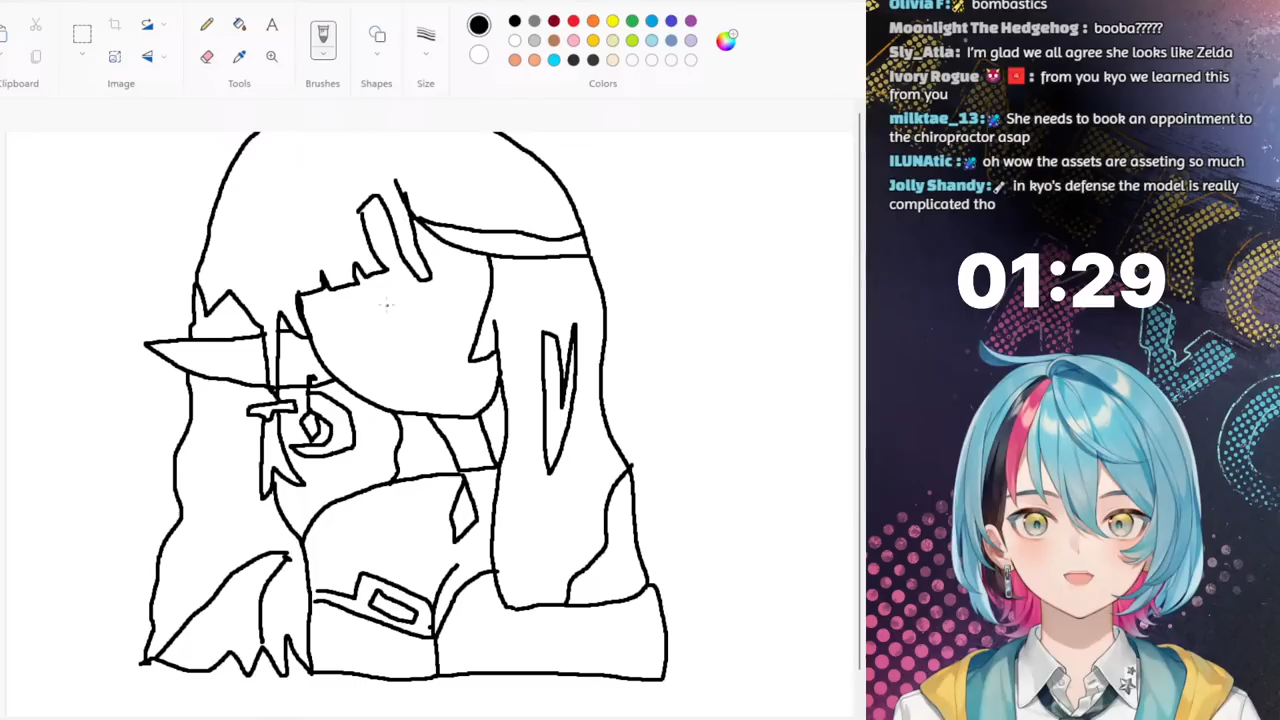 Clipboard
Image
Tools
Brushes
Shapes
Size
Colors
Olivia F: bombastics
Moonlight The Hedgehog : booba?????
Sly_Atla: I'm glad we all agree she looks like Zelda
Ivory Rogue : from you kyo we learned this
from you
milktae_13: She needs to book an appointment to
the chiropractor asap
ILUNAtic : oh wow the assets are asseting so much
Jolly Shandy: in kyo's defense the model is really
complicated tho
01:29